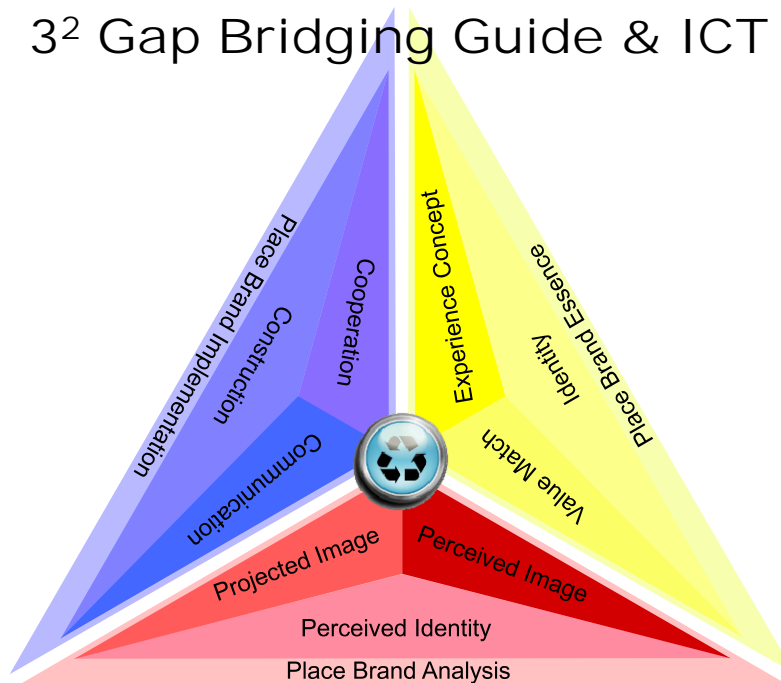 3² Gap Bridging Guide & ICT
Place Brand Implementation
Construction
Cooperation
Communication
Experience Concept
Identity
Place Brand Essence
Value Match
Projected Image
Perceived Image
Perceived Identity
Place Brand Analysis